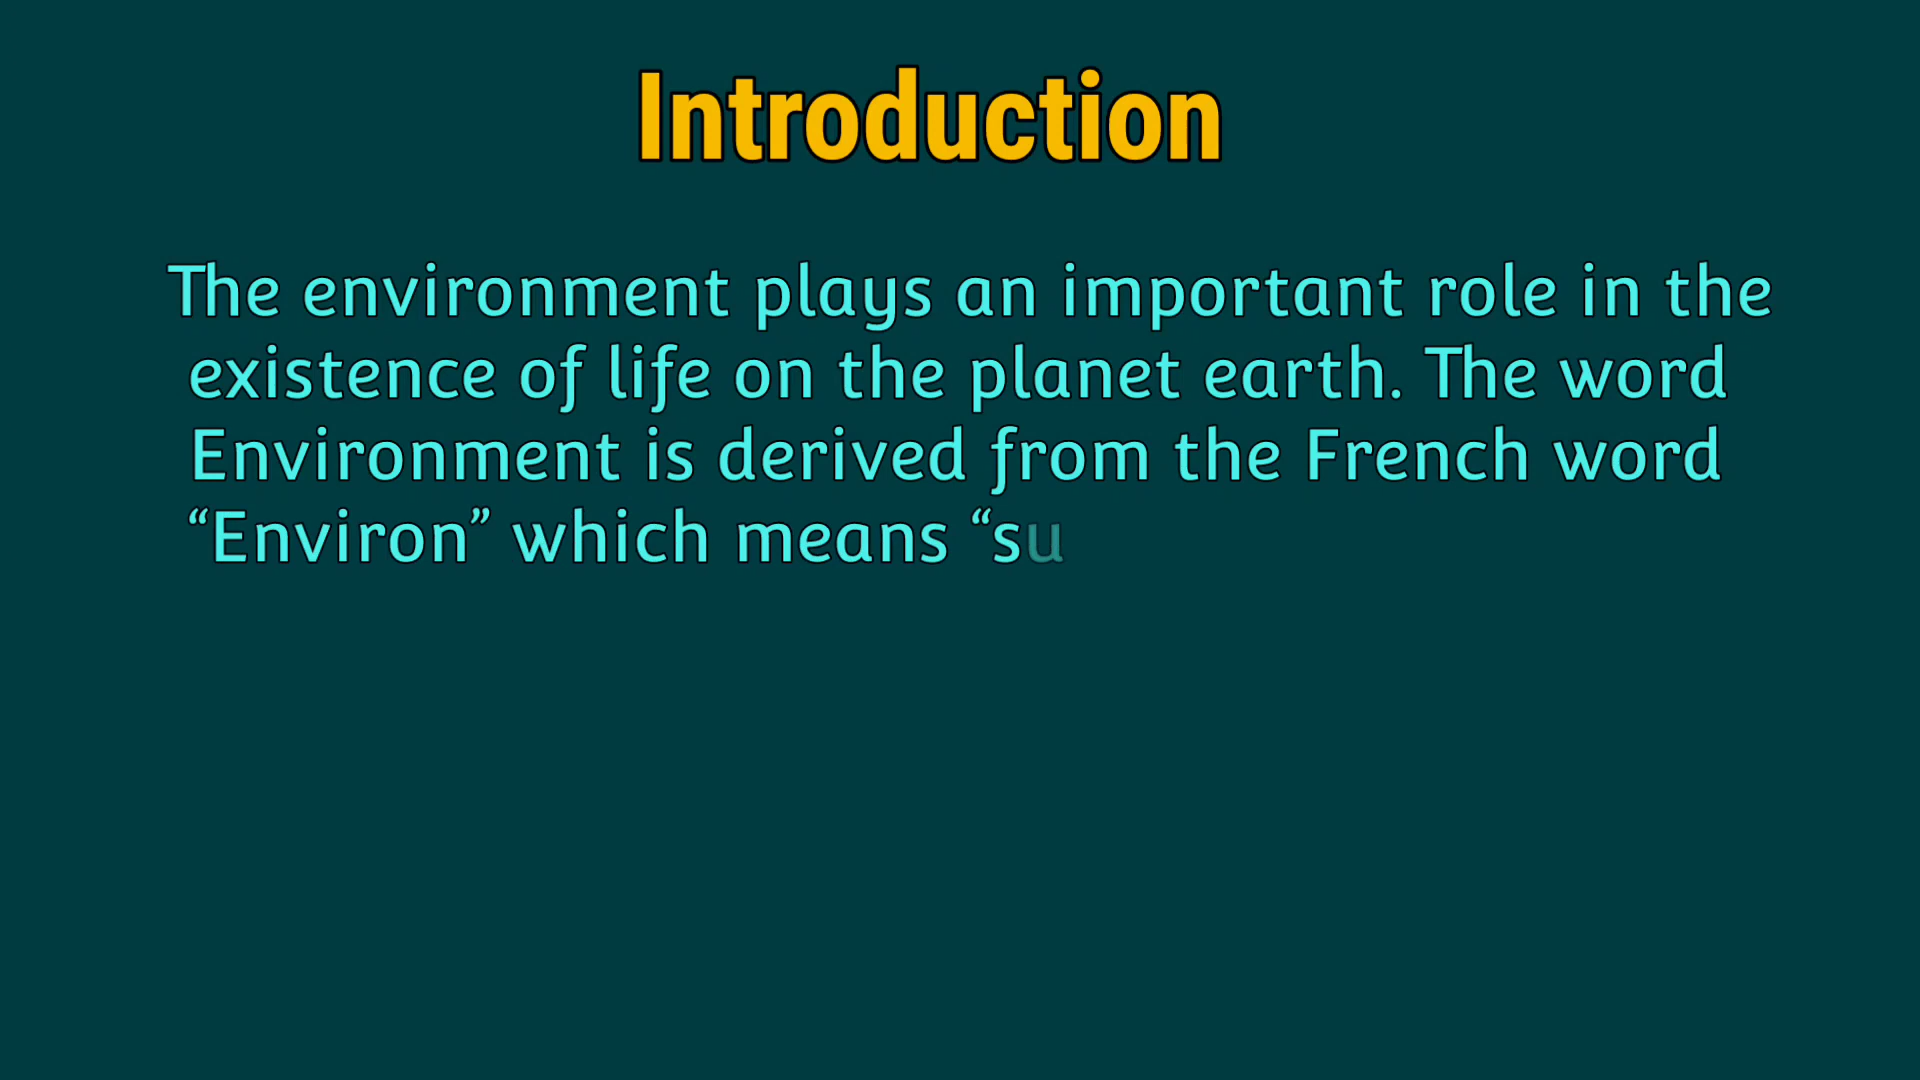 Introduction
The environment plays an important role in the
existence of life on the planet earth. The word
Environment is derived from the French word
“Environ” which means “su